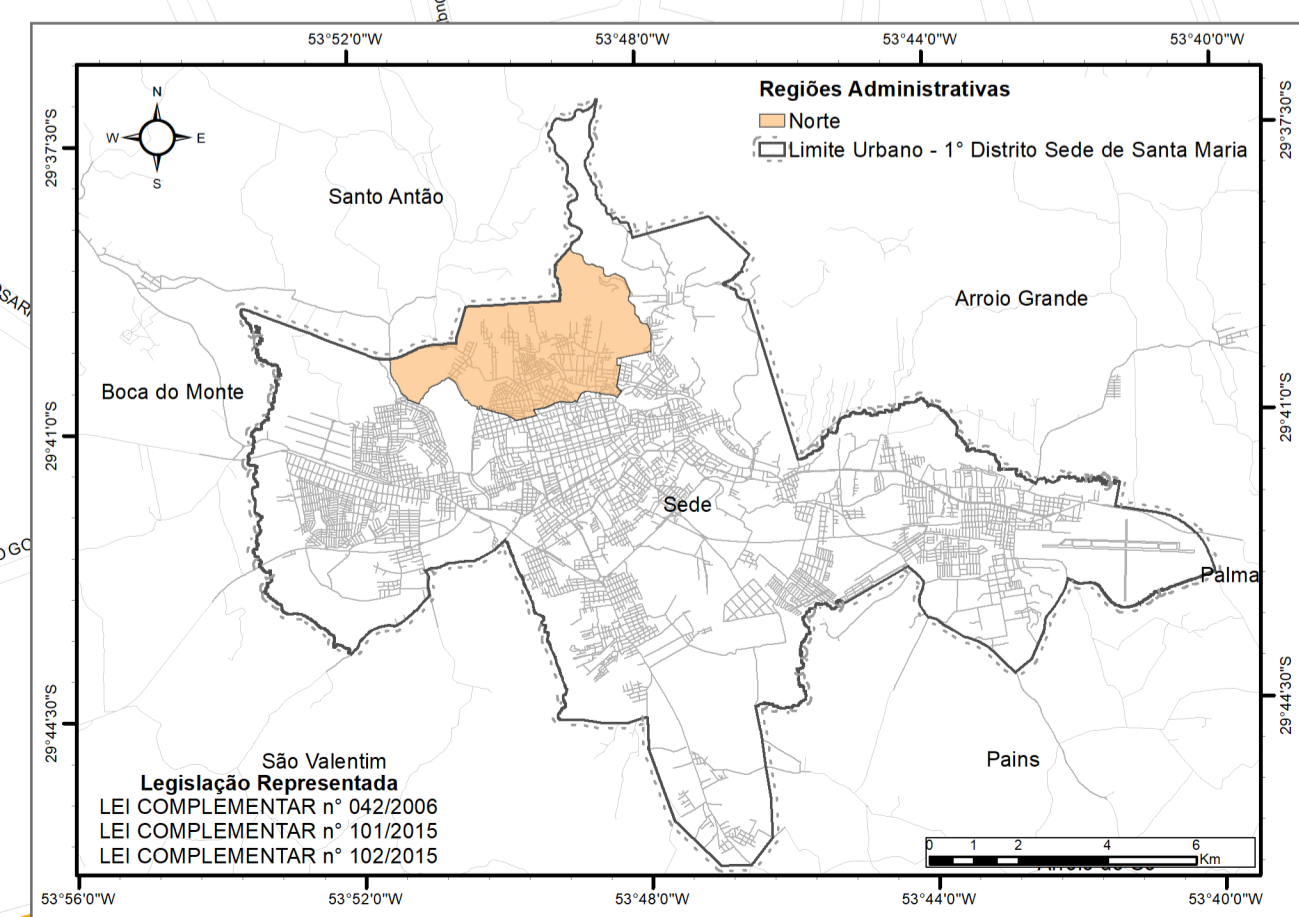 53°52'0"W 53°48'0"W 53°44'0"W 53°40'0"W
Regiões Administrativas
Norte
Limite Urbano - 1° Distrito Sede de Santa Maria
N
W E
S
29°37'30"S
29°37'30"S
Santo Antão
Arroio Grande
Boca do Monte
29°41'0"S
29°41'0"S
Sede
Palma
29°44'30"S
29°44'30"S
Pains
São Valentim
Legislação Representada
LEI COMPLEMENTAR n° 042/2006
LEI COMPLEMENTAR n° 101/2015
LEI COMPLEMENTAR n° 102/2015
0 1 2 4 6
Km
53°56'0"W 53°52'0"W 53°48'0"W 53°44'0"W 53°40'0"W